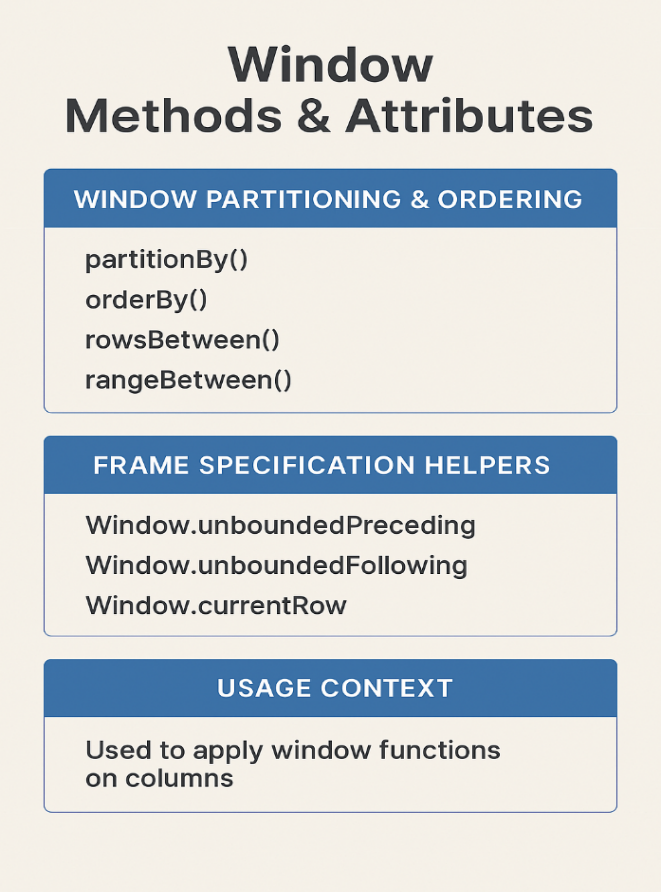 Window
Methods & Attributes
WINDOW PARTITIONING & ORDERING
partitionBy()
orderBy()
rowsBetween()
rangeBetween()
FRAME SPECIFICATION HELPERS
Window.unboundedPreceding
Window.unboundedFollowing
Window.currentRow
USAGE CONTEXT
Used to apply window functions
on columns